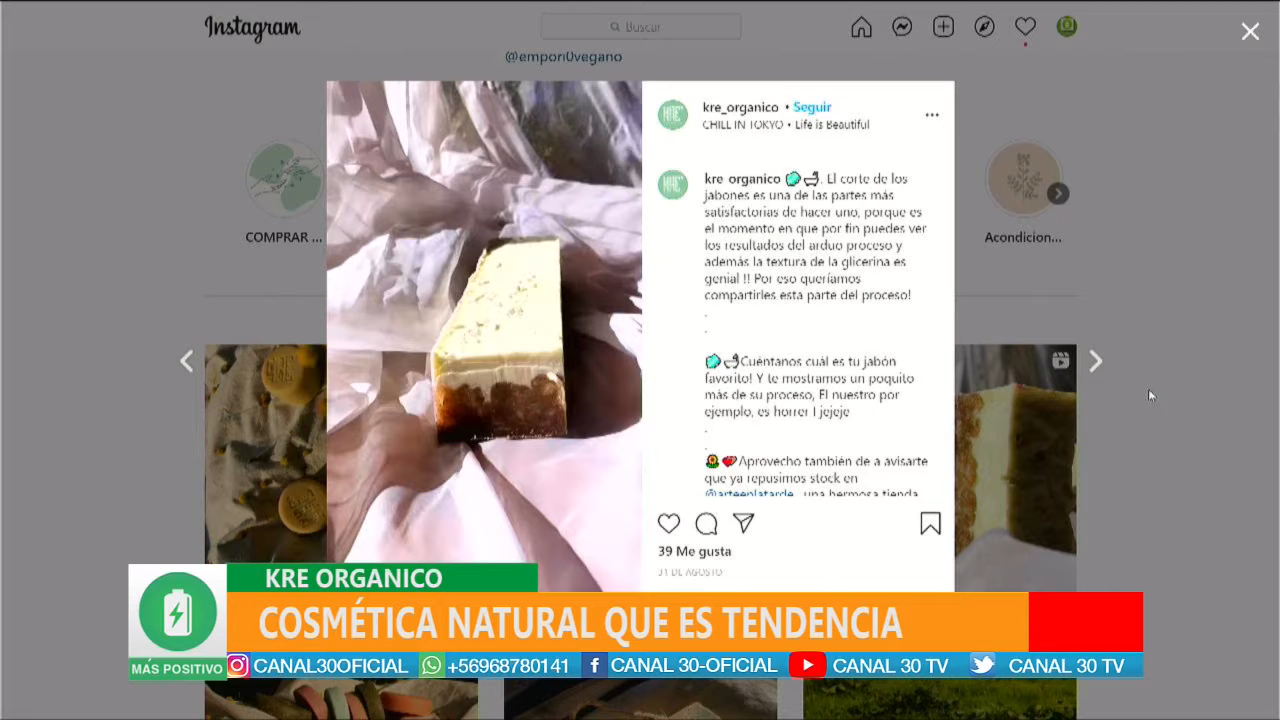 Instagram
Buscar
@empori0vegano
kre_organico • Seguir
CHILL IN TOKYO • Life is Beautiful
kre_organico . El corte de los
jabones es una de las partes más
satisfactorias de hacer uno, porque es
el momento en que por fin puedes ver
los resultados del arduo proceso y
además la textura de la glicerina es
genial !! Por eso queríamos
compartirles esta parte del proceso!
.
.
Cuéntanos cuál es tu jabón
favorito! Y te mostramos un poquito
más de su proceso, El nuestro por
ejemplo, es horrer I jejeje
.
.
Aprovecho también de a avisarte
que ya repusimos stock en
@arteenlatarde , una hermosa tienda
39 Me gusta
31 DE AGOSTO
COMPRAR ...
Acondicion...
KRE ORGANICO
COSMÉTICA NATURAL QUE ES TENDENCIA
MÁS POSITIVO
CANAL30OFICIAL +56968780141 CANAL 30-OFICIAL CANAL 30 TV CANAL 30 TV